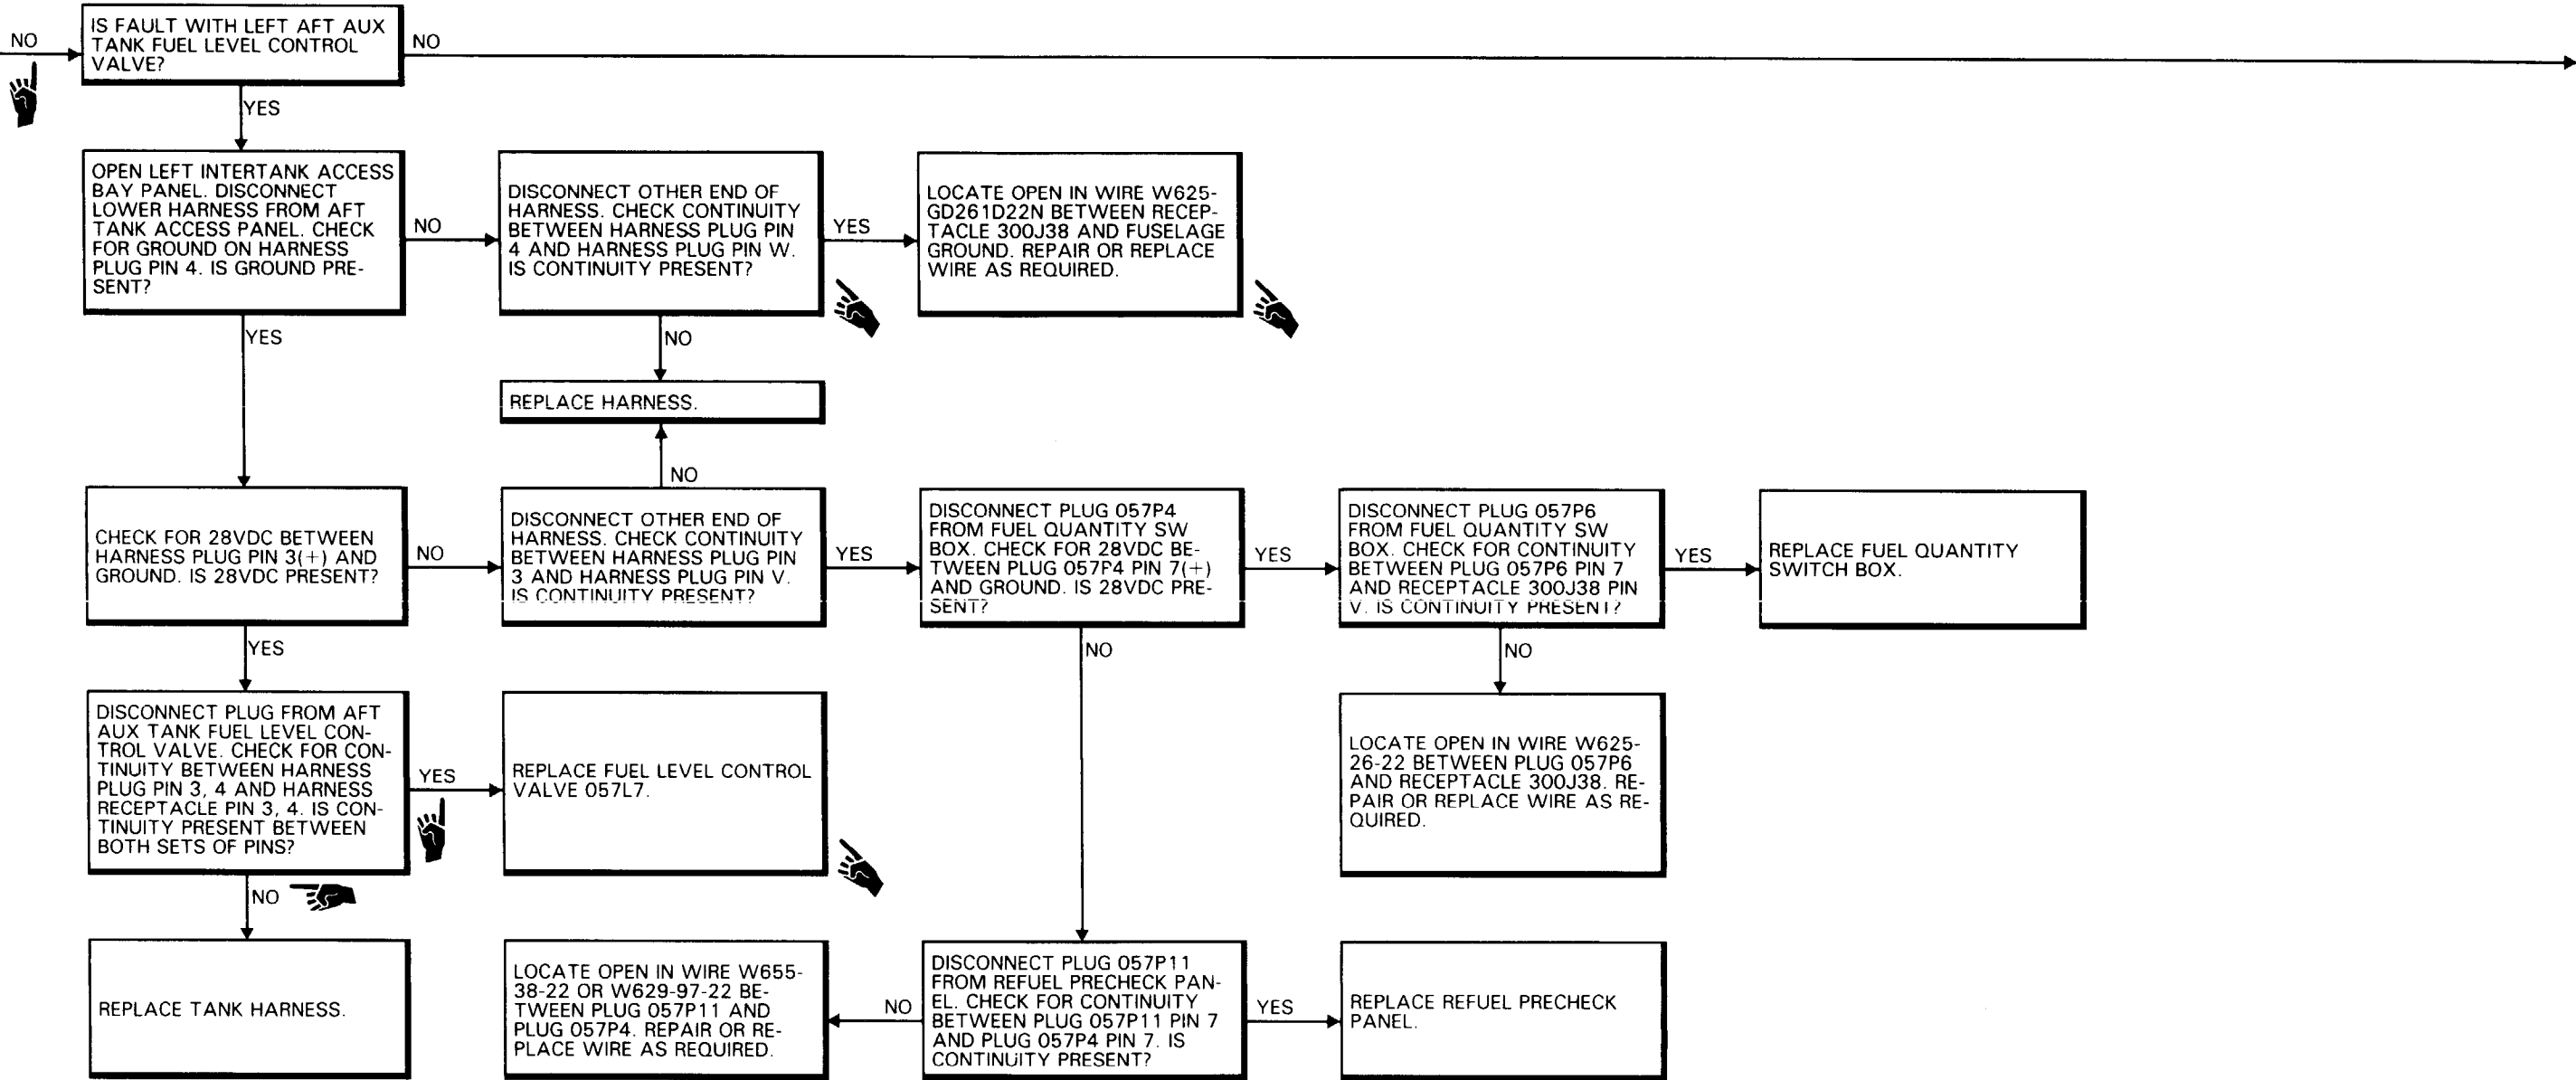 NO
IS FAULT WITH LEFT AFT AUX
TANK FUEL LEVEL CONTROL
VALVE?
NO
YES
OPEN LEFT INTERTANK ACCESS
BAY PANEL. DISCONNECT
LOWER HARNESS FROM AFT
TANK ACCESS PANEL. CHECK
FOR GROUND ON HARNESS
PLUG PIN 4. IS GROUND PRE-
SENT?
NO
DISCONNECT OTHER END OF
HARNESS. CHECK CONTINUITY
BETWEEN HARNESS PLUG PIN
4 AND HARNESS PLUG PIN W.
IS CONTINUITY PRESENT?
YES
LOCATE OPEN IN WIRE W625-
GD261D22N BETWEEN RECEP-
TACLE 300J38 AND FUSELAGE
GROUND. REPAIR OR REPLACE
WIRE AS REQUIRED.
YES
NO
REPLACE HARNESS.
NO
CHECK FOR 28VDC BETWEEN
HARNESS PLUG PIN 3(+) AND
GROUND. IS 28VDC PRESENT?
NO
DISCONNECT OTHER END OF
HARNESS. CHECK CONTINUITY
BETWEEN HARNESS PLUG PIN
3 AND HARNESS PLUG PIN V.
IS CONTINUITY PRESENT?
YES
DISCONNECT PLUG 057P4
FROM FUEL QUANTITY SW
BOX. CHECK FOR 28VDC BE-
TWEEN PLUG 057P4 PIN 7(+)
AND GROUND. IS 28VDC PRE-
SENT?
YES
DISCONNECT PLUG 057P6
FROM FUEL QUANTITY SW
BOX. CHECK FOR CONTINUITY
BETWEEN PLUG 057P6 PIN 7
AND RECEPTACLE 300J38 PIN
V. IS CONTINUITY PRESENT?
YES
REPLACE FUEL QUANTITY
SWITCH BOX.
YES
NO
NO
DISCONNECT PLUG FROM AFT
AUX TANK FUEL LEVEL CON-
TROL VALVE. CHECK FOR CON-
TINUITY BETWEEN HARNESS
PLUG PIN 3, 4 AND HARNESS
RECEPTACLE PIN 3, 4. IS CON-
TINUITY PRESENT BETWEEN
BOTH SETS OF PINS?
YES
REPLACE FUEL LEVEL CONTROL
VALVE 057L7.
LOCATE OPEN IN WIRE W625-
26-22 BETWEEN PLUG 057P6
AND RECEPTACLE 300J38. RE-
PAIR OR REPLACE WIRE AS RE-
QUIRED.
NO
REPLACE TANK HARNESS.
LOCATE OPEN IN WIRE W655-
38-22 OR W629-97-22 BE-
TWEEN PLUG 057P11 AND
PLUG 057P4. REPAIR OR RE-
PLACE WIRE AS REQUIRED.
NO
DISCONNECT PLUG 057P11
FROM REFUEL PRECHECK PAN-
EL. CHECK FOR CONTINUITY
BETWEEN PLUG 057P11 PIN 7
AND PLUG 057P4 PIN 7. IS
CONTINUITY PRESENT?
YES
REPLACE REFUEL PRECHECK
PANEL.